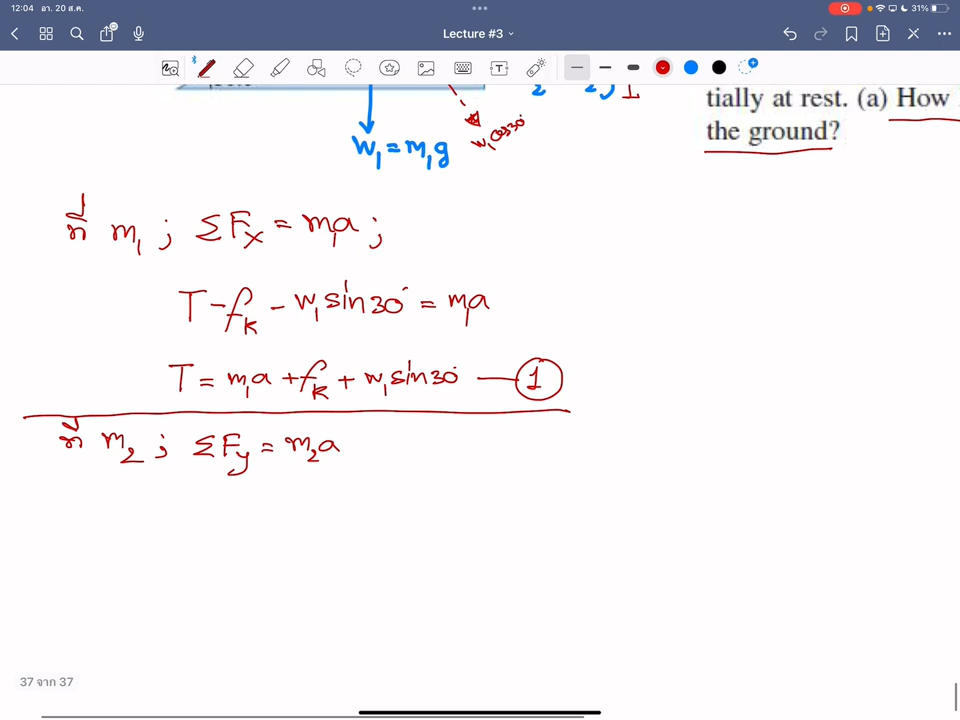 12:04 อา. 20 ส.ค.
31%
Lecture #3
tially at rest. (a) How
the ground?
W₁ = m₁g
w₁cos30°
ที่ m₁ ; ΣFₓ = m₁a ;
T - fₖ - w₁sin30° = m₁a
T = m₁a + fₖ + w₁sin30° — ①
ที่ m₂ ; ΣFy = m₂a
37 จาก 37